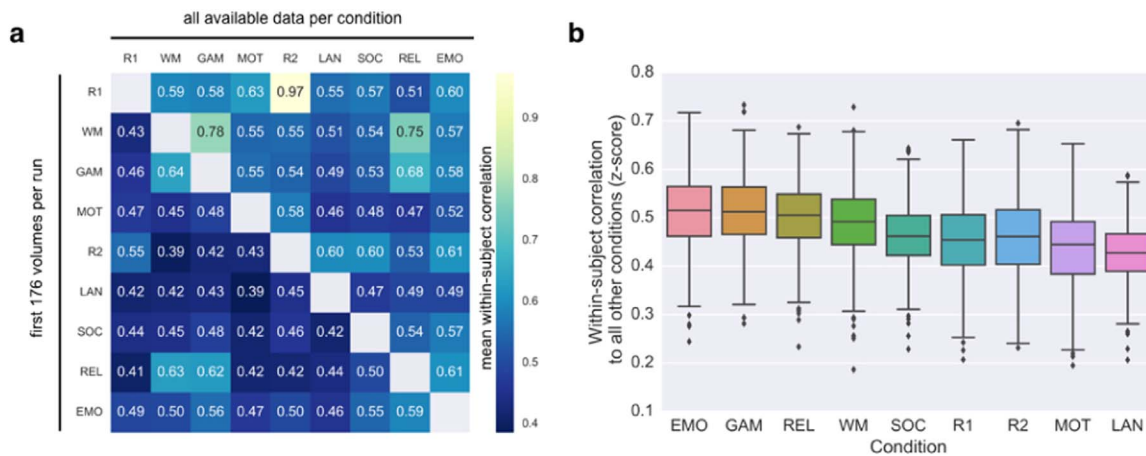 a
all available data per condition
R1 WM GAM MOT R2 LAN SOC REL EMO
first 176 volumes per run
R1 0.59 0.58 0.63 0.97 0.55 0.57 0.51 0.60
WM 0.43 0.78 0.55 0.55 0.51 0.54 0.75 0.57
GAM 0.46 0.64 0.55 0.54 0.49 0.53 0.68 0.58
MOT 0.47 0.45 0.48 0.58 0.46 0.48 0.47 0.52
R2 0.55 0.39 0.42 0.43 0.60 0.60 0.53 0.61
LAN 0.42 0.42 0.43 0.39 0.45 0.47 0.49 0.49
SOC 0.44 0.45 0.48 0.42 0.46 0.42 0.54 0.57
REL 0.41 0.63 0.62 0.42 0.42 0.44 0.50 0.61
EMO 0.49 0.50 0.56 0.47 0.50 0.46 0.55 0.59
mean within-subject correlation
0.9
0.8
0.7
0.6
0.5
0.4
b
Within-subject correlation
to all other conditions (z-score)
0.8
0.7
0.6
0.5
0.4
0.3
0.2
0.1
EMO GAM REL WM SOC R1 R2 MOT LAN
Condition